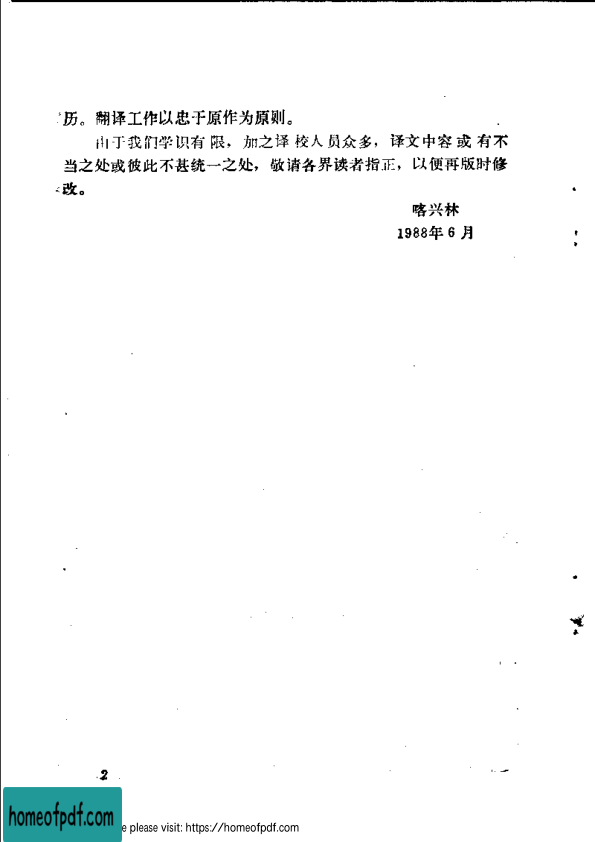 历。翻译工作以忠于原作为原则。
由于我们学识有限，加之译校人员众多，译文中容或有不
当之处或彼此不甚统一之处，敬请各界读者指正，以便再版时修
改。
喀兴林
1988年6月
2
homeofpdf.com
e please visit: https://homeofpdf.com